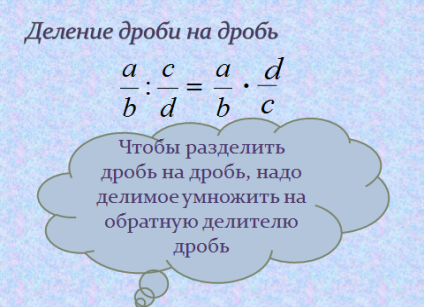 Деление дроби на дробь
a/b : c/d = a/b · d/c
Чтобы разделить
дробь на дробь, надо
делимое умножить на
обратную делителю
дробь